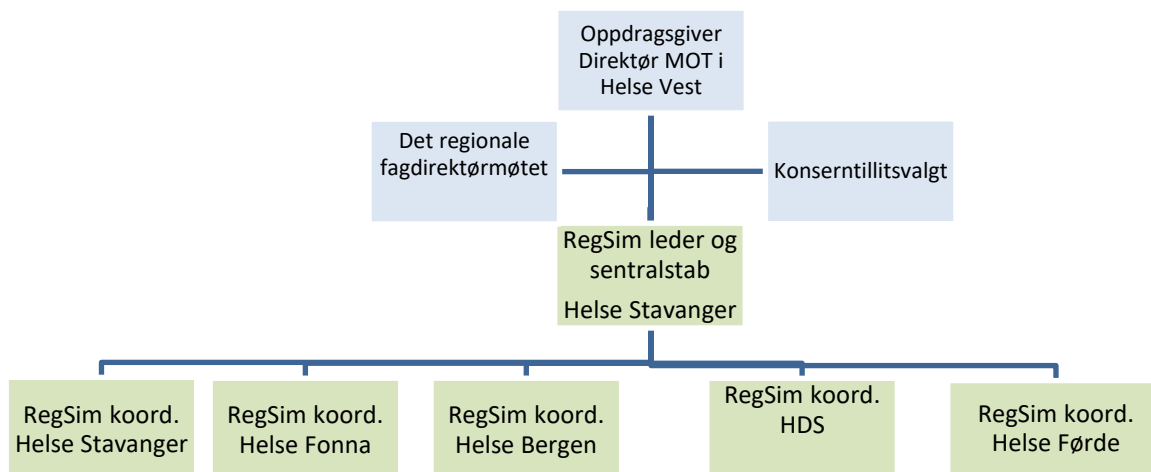 Oppdragsgiver
Direktør MOT i
Helse Vest
Det regionale
fagdirektørmøtet
Konserntillitsvalgt
RegSim leder og
sentralstab
Helse Stavanger
RegSim koord.
Helse Stavanger
RegSim koord.
Helse Fonna
RegSim koord.
Helse Bergen
RegSim koord.
HDS
RegSim koord.
Helse Førde